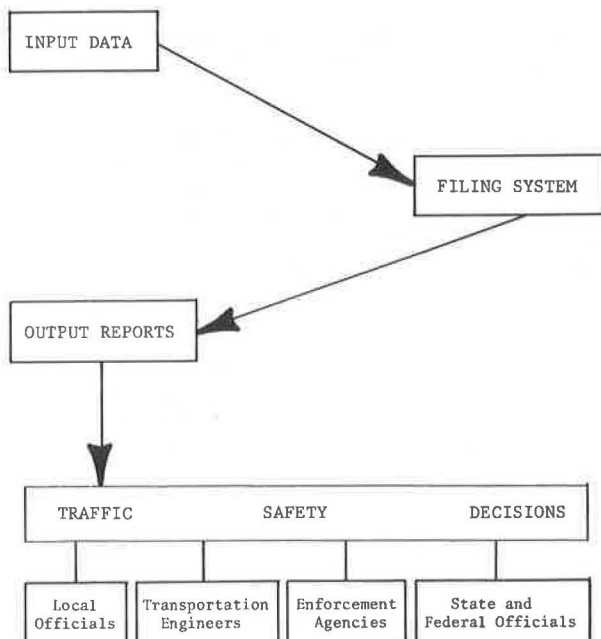 INPUT DATA
FILING SYSTEM
OUTPUT REPORTS
TRAFFIC SAFETY DECISIONS
Local Officials
Transportation Engineers
Enforcement Agencies
State and Federal Officials